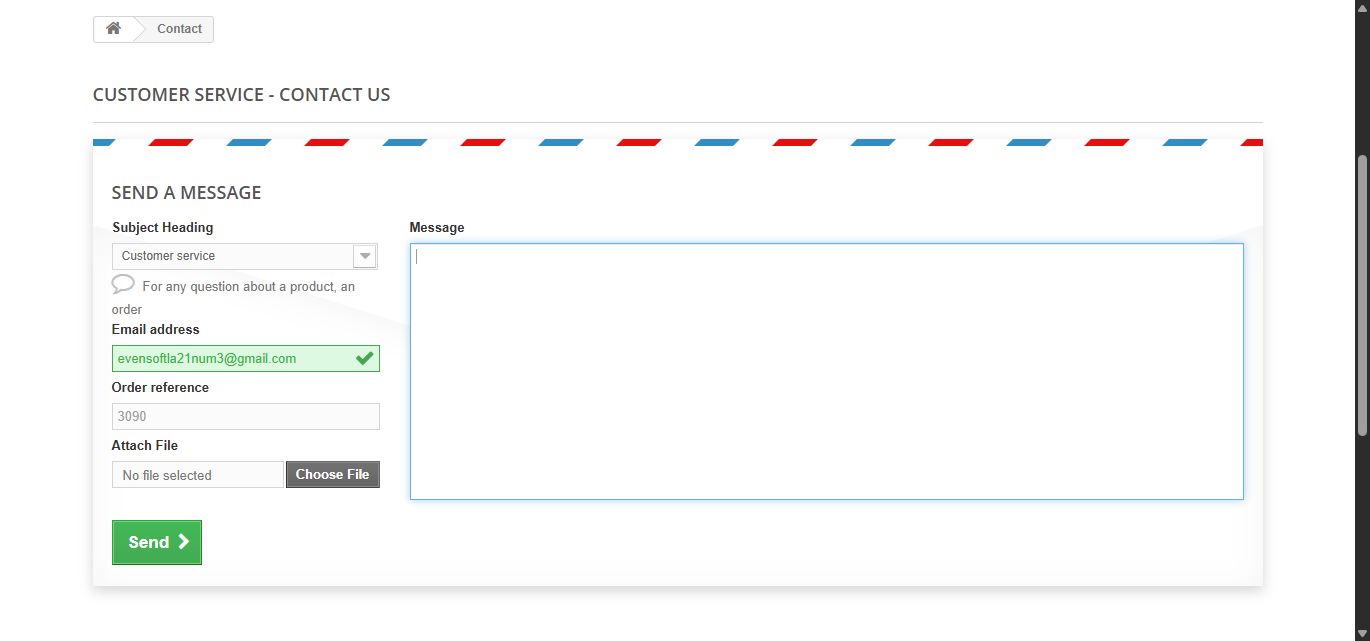 Contact
CUSTOMER SERVICE - CONTACT US
SEND A MESSAGE
Subject Heading
Customer service
For any question about a product, an
order
Email address
evensoftla21num3@gmail.com
Order reference
3090
Attach File
No file selected
Choose File
Send
Message